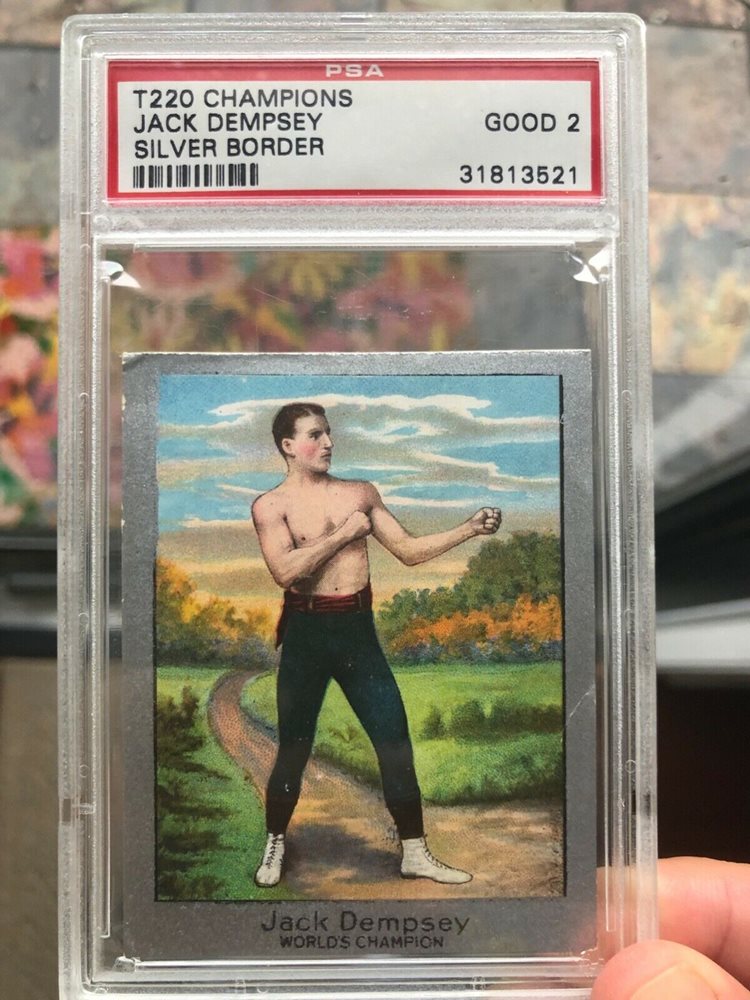 PSA
T220 CHAMPIONS
JACK DEMPSEY GOOD 2
SILVER BORDER
31813521
Jack Dempsey
WORLD'S CHAMPION